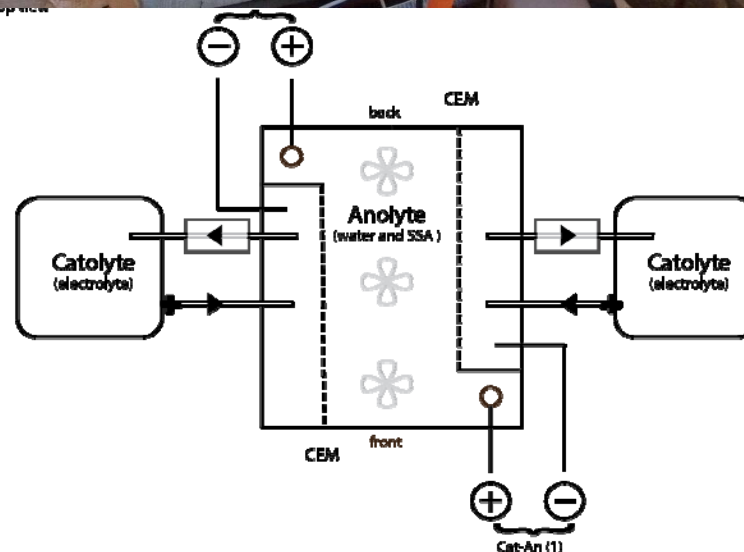 − +
back
CEM
Anolyte
(water and SSA)
Catolyte
(electrolyte)
Catolyte
(electrolyte)
CEM
front
+ −
Cat-An (1)